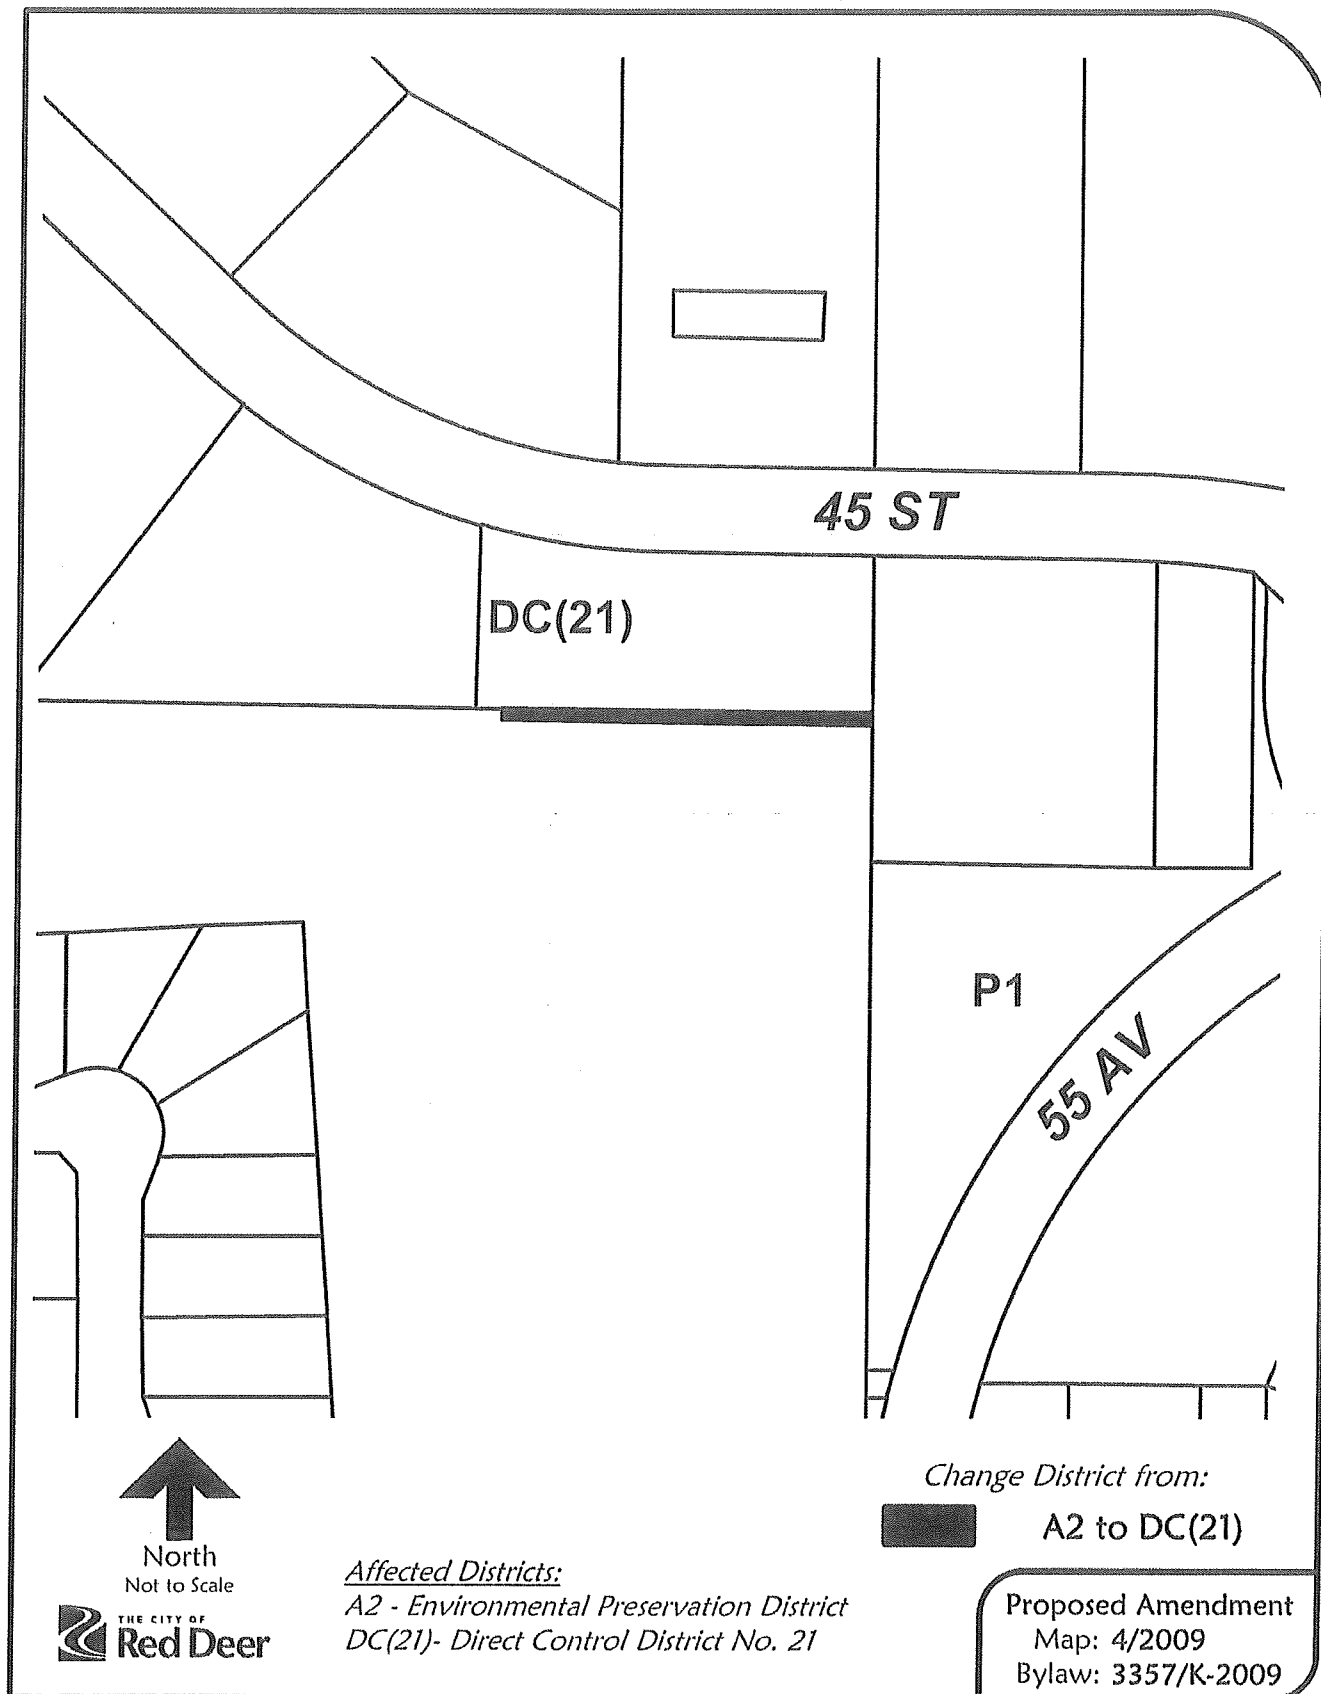 45 ST
DC(21)
P1
55 AV
North
Not to Scale
THE CITY OF
Red Deer
Affected Districts:
A2 - Environmental Preservation District
DC(21)- Direct Control District No. 21
Change District from:
A2 to DC(21)
Proposed Amendment
Map: 4/2009
Bylaw: 3357/K-2009